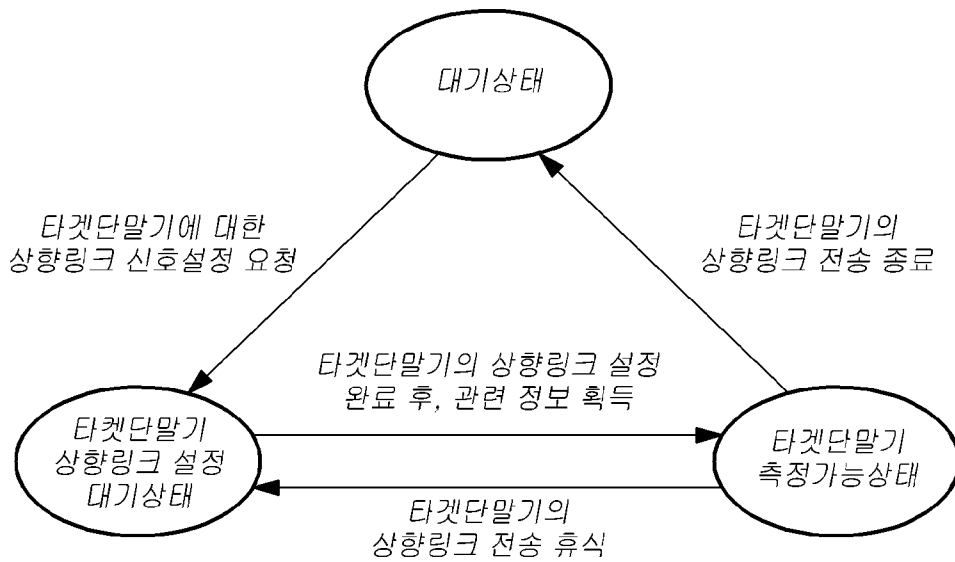 대기상태
타겟단말기에 대한
상향링크 신호설정 요청
타겟단말기의
상향링크 전송 종료
타겟단말기의 상향링크 설정
완료 후, 관련 정보 획득
타켓단말기
상향링크 설정
대기상태
타겟단말기
측정가능상태
타겟단말기의
상향링크 전송 휴식